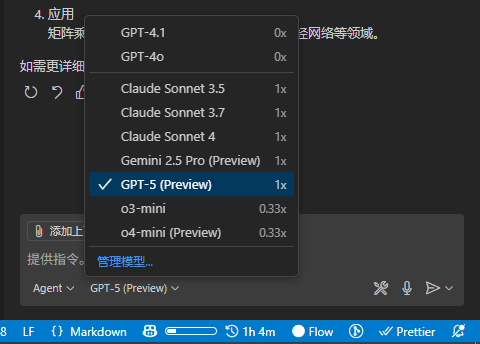 4. 应用
矩阵乘
经网络等领域。
如需更详细
GPT-4.1 0x
GPT-4o 0x
Claude Sonnet 3.5 1x
Claude Sonnet 3.7 1x
Claude Sonnet 4 1x
Gemini 2.5 Pro (Preview) 1x
GPT-5 (Preview) 1x
o3-mini 0.33x
o4-mini (Preview) 0.33x
管理模型...
添加上
提供指令。
Agent GPT-5 (Preview)
8 LF {} Markdown 1h 4m Flow Prettier